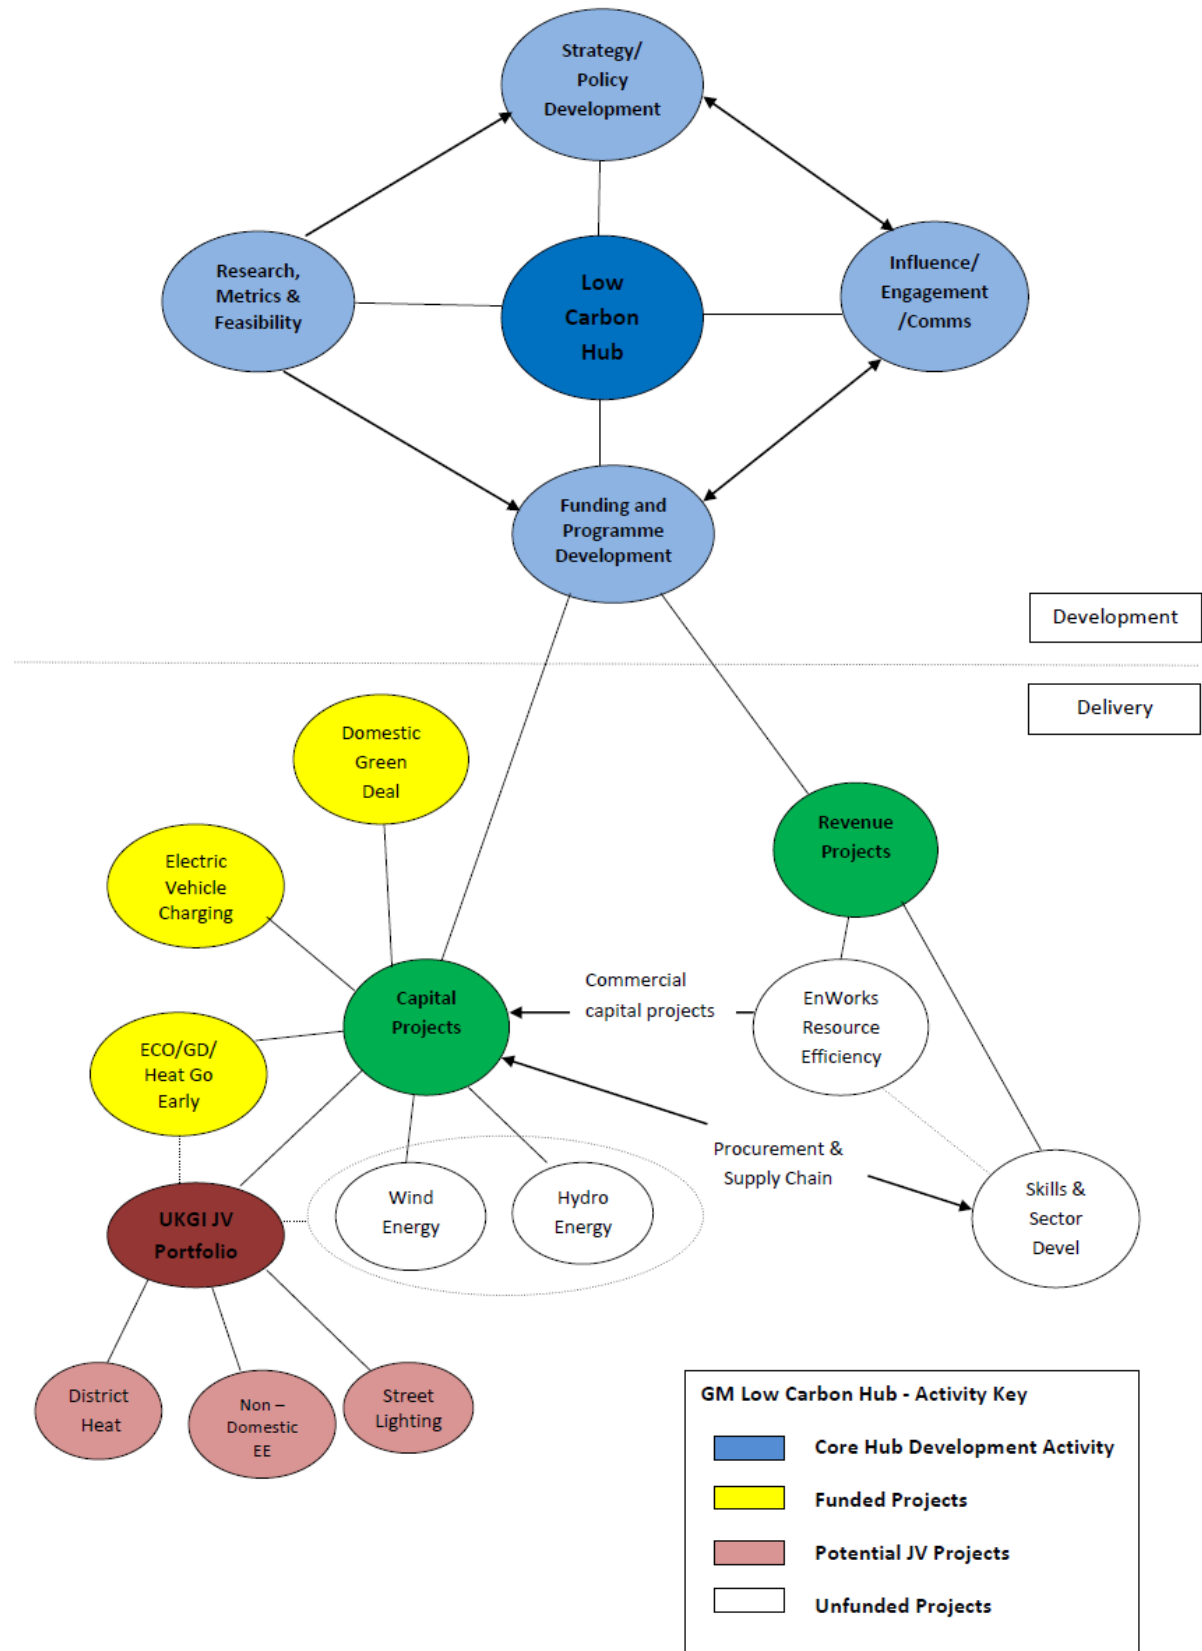 Strategy/
Policy
Development
Research,
Metrics &
Feasibility
Low
Carbon
Hub
Influence/
Engagement
/Comms
Funding and
Programme
Development
Development
Delivery
Domestic
Green
Deal
Electric
Vehicle
Charging
Revenue
Projects
Capital
Projects
Commercial
capital projects
EnWorks
Resource
Efficiency
ECO/GD/
Heat Go
Early
Procurement &
Supply Chain
Wind
Energy
Hydro
Energy
Skills &
Sector
Devel
UKGI JV
Portfolio
District
Heat
Non –
Domestic
EE
Street
Lighting
GM Low Carbon Hub - Activity Key
Core Hub Development Activity
Funded Projects
Potential JV Projects
Unfunded Projects